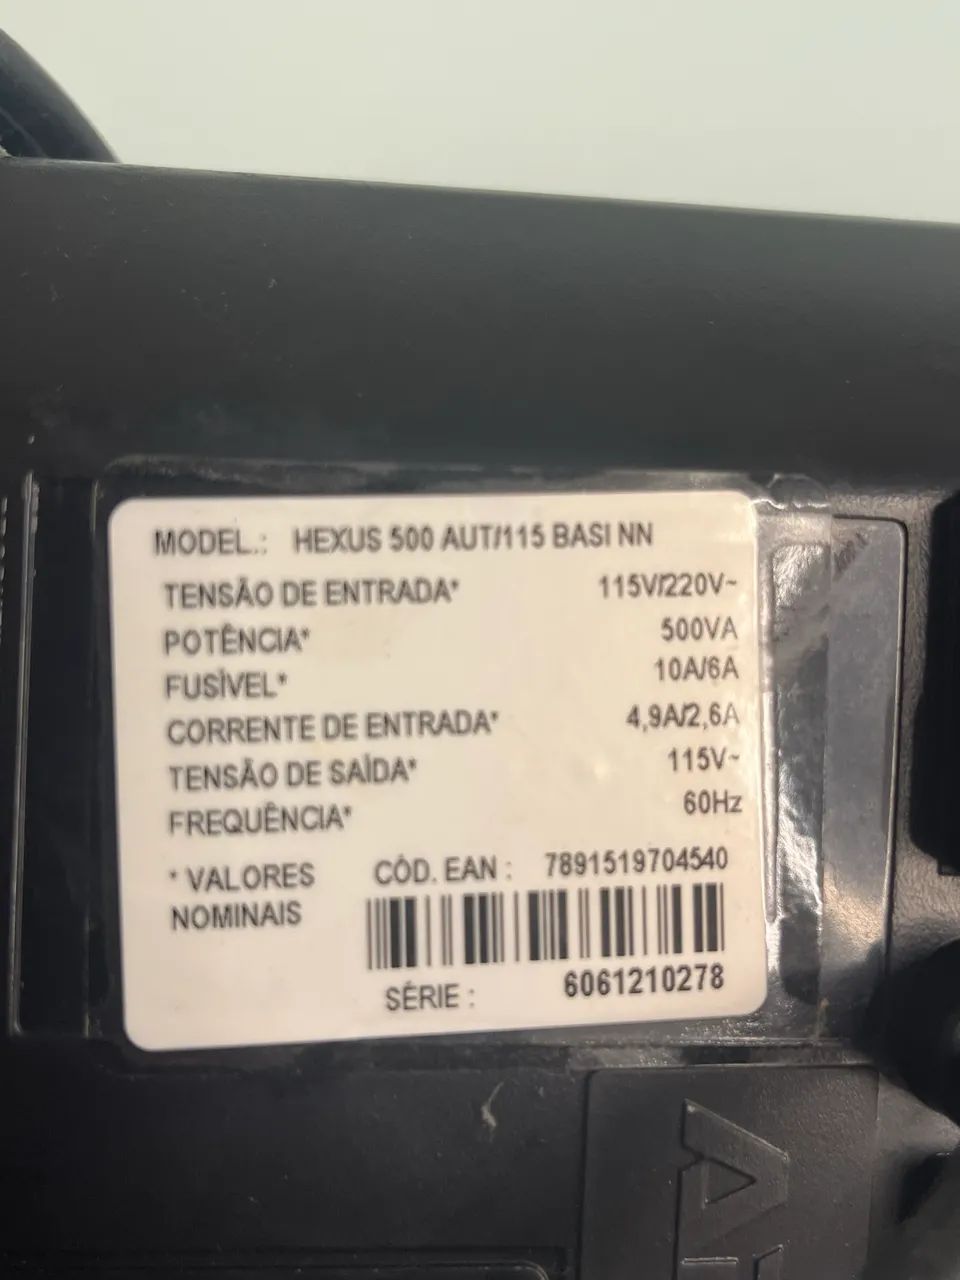 MODEL.: HEXUS 500 AUT/115 BASI NN
TENSÃO DE ENTRADA* 115V/220V~
POTÊNCIA* 500VA
FUSÍVEL* 10A/6A
CORRENTE DE ENTRADA* 4,9A/2,6A
TENSÃO DE SAÍDA* 115V~
FREQUÊNCIA* 60Hz
* VALORES NOMINAIS
CÓD. EAN : 7891519704540
SÉRIE : 6061210278